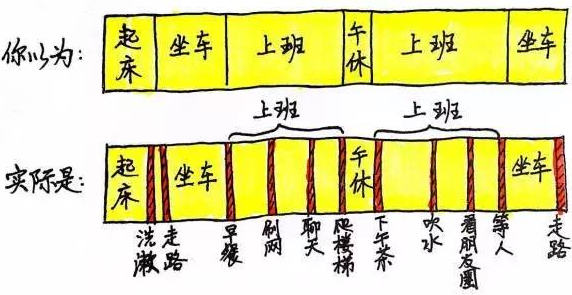 你以为:
起床 坐车 上班 午休 上班 坐车
上班 上班
实际是:
起床 坐车 午休 坐车
洗漱 走路 早餐 刷网 聊天 爬楼梯 下午茶 吹水 看朋友圈 等人 走路